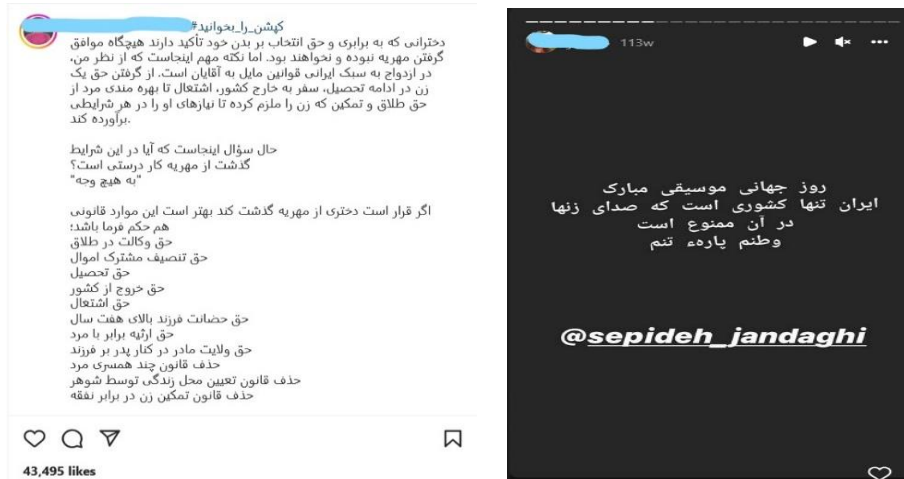 #کپشن_را_بخوانید
دخترانی که به برابری و حق انتخاب بر بدن خود تأکید دارند هیچگاه موافق
گرفتن مهریه نبوده و نخواهند بود. اما نکته مهم اینجاست که از نظر من،
در ازدواج به سبک ایرانی قوانین مایل به آقایان است. از گرفتن حق یک
زن در ادامه تحصیل، سفر به خارج کشور، اشتغال تا بهره مندی مرد از
حق طلاق و تمکین که زن را ملزم کرده تا نیازهای او را در هر شرایطی
برآورده کند.
حال سؤال اینجاست که آیا در این شرایط
گذشت از مهریه کار درستی است؟
"به هیچ وجه"
اگر قرار است دختری از مهریه گذشت کند بهتر است این موارد قانونی
هم حکم فرما باشد؛
حق وکالت در طلاق
حق تنصیف مشترک اموال
حق تحصیل
حق خروج از کشور
حق اشتغال
حق حضانت فرزند بالای هفت سال
حق ارثیه برابر با مرد
حق ولایت مادر در کنار پدر بر فرزند
حذف قانون چند همسری مرد
حذف قانون تعیین محل زندگی توسط شوهر
حذف قانون تمکین زن در برابر نفقه
43,495 likes
113w
روز جهانی موسیقی مبارک
ایران تنها کشوری است که صدای زنها
در آن ممنوع است
وطنم پارهء تنم
@sepideh_jandaghi